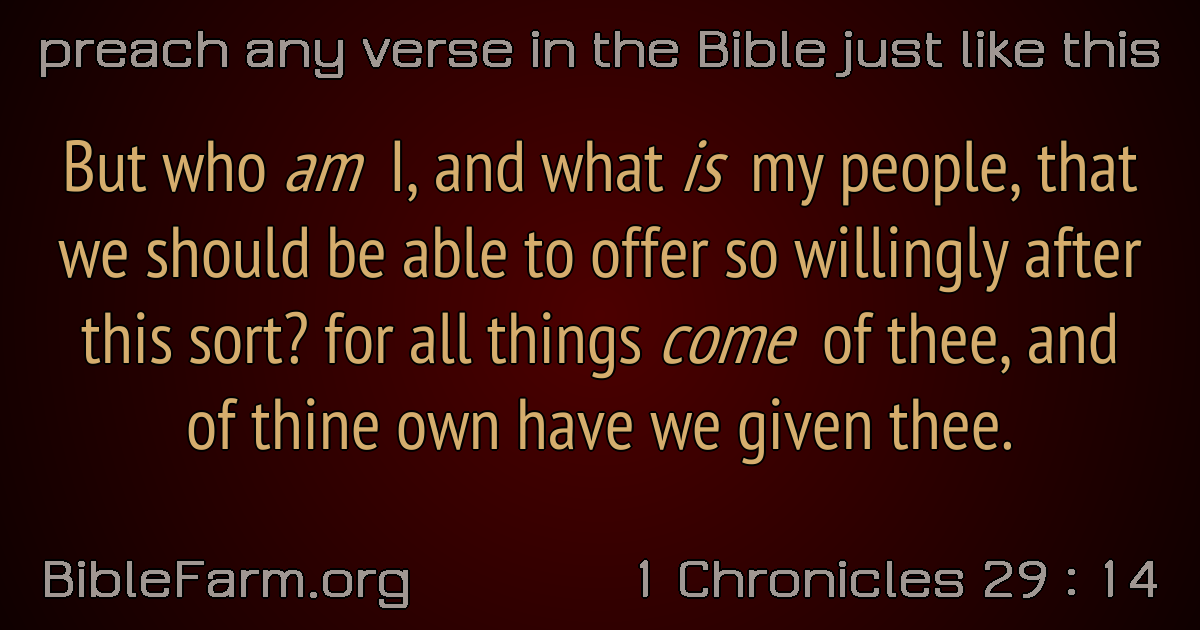 preach any verse in the Bible just like this
But who am I, and what is my people, that
we should be able to offer so willingly after
this sort? for all things come of thee, and
of thine own have we given thee.
BibleFarm.org
1 Chronicles 29 : 14